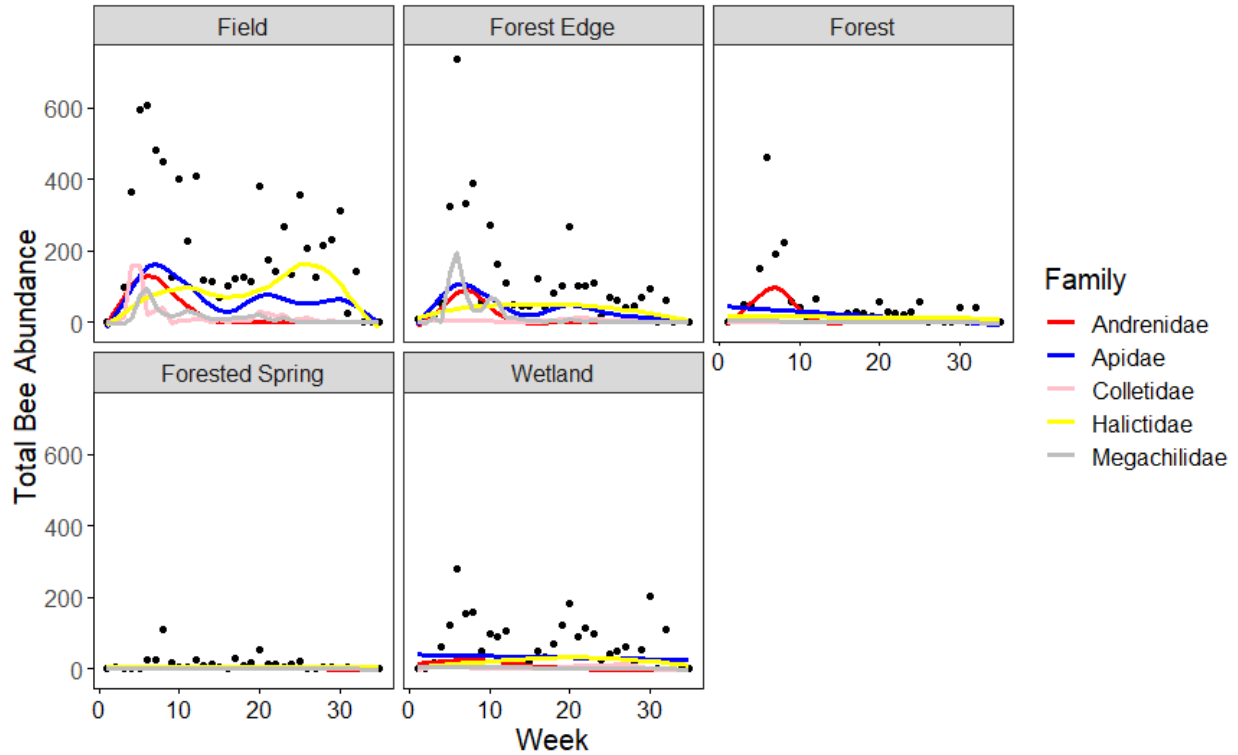 Field
Forest Edge
Forest
600
400
200
0
0 10 20 30
Forested Spring
Wetland
600
400
200
0
0 10 20 30
0 10 20 30
Total Bee Abundance
Week
Family
Andrenidae
Apidae
Colletidae
Halictidae
Megachilidae